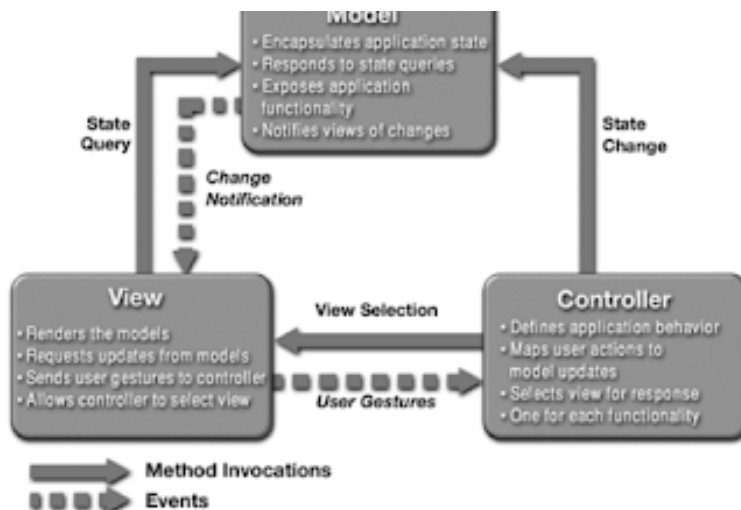 Model
• Encapsulates application state
• Responds to state queries
• Exposes application
functionality
• Notifies views of changes
State
Query
State
Change
Change
Notification
View
• Renders the models
• Requests updates from models
• Sends user gestures to controller
• Allows controller to select view
View Selection
User Gestures
Controller
• Defines application behavior
• Maps user actions to
model updates
• Selects view for response
• One for each functionality
Method Invocations
Events